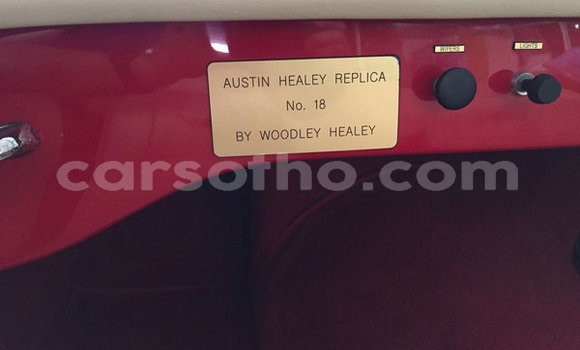 WIPERS
LIGHTS
AUSTIN HEALEY REPLICA
No. 18
BY WOODLEY HEALEY
carsotho.com